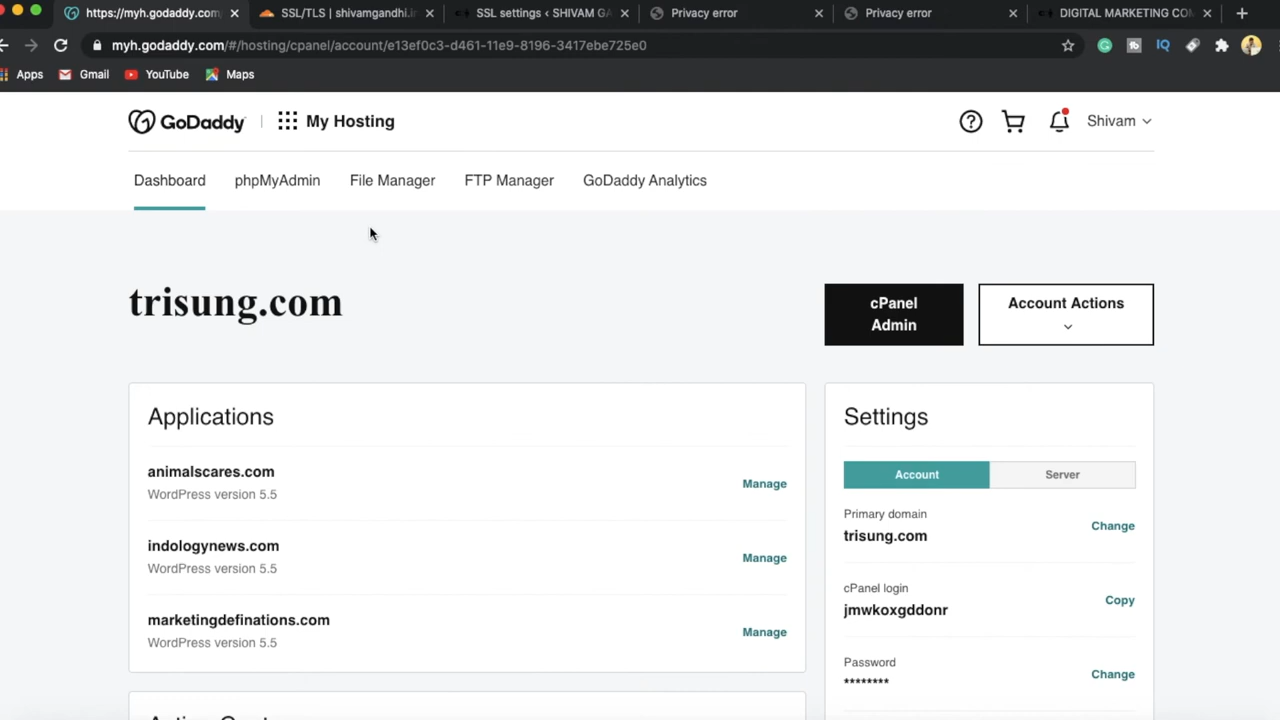 https://myh.godaddy.com
SSL/TLS | shivamgandhi.in
SSL settings ‹ SHIVAM GA
Privacy error
Privacy error
DIGITAL MARKETING CON
myh.godaddy.com/#/hosting/cpanel/account/e13ef0c3-d461-11e9-8196-3417ebe725e0
Apps
Gmail
YouTube
Maps
GoDaddy
My Hosting
Shivam
Dashboard
phpMyAdmin
File Manager
FTP Manager
GoDaddy Analytics
trisung.com
cPanel
Admin
Account Actions
Applications
animalscares.com
WordPress version 5.5
Manage
indologynews.com
WordPress version 5.5
Manage
marketingdefinations.com
WordPress version 5.5
Manage
Settings
Account
Server
Primary domain
trisung.com
Change
cPanel login
jmwkoxgddonr
Copy
Password
********
Change